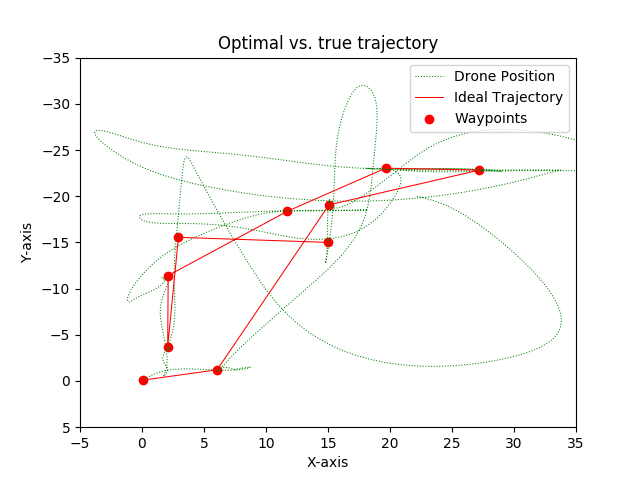 Optimal vs. true trajectory
Drone Position
Ideal Trajectory
Waypoints
−35
−30
−25
−20
−15
−10
−5
0
5
Y-axis
−5 0 5 10 15 20 25 30 35
X-axis